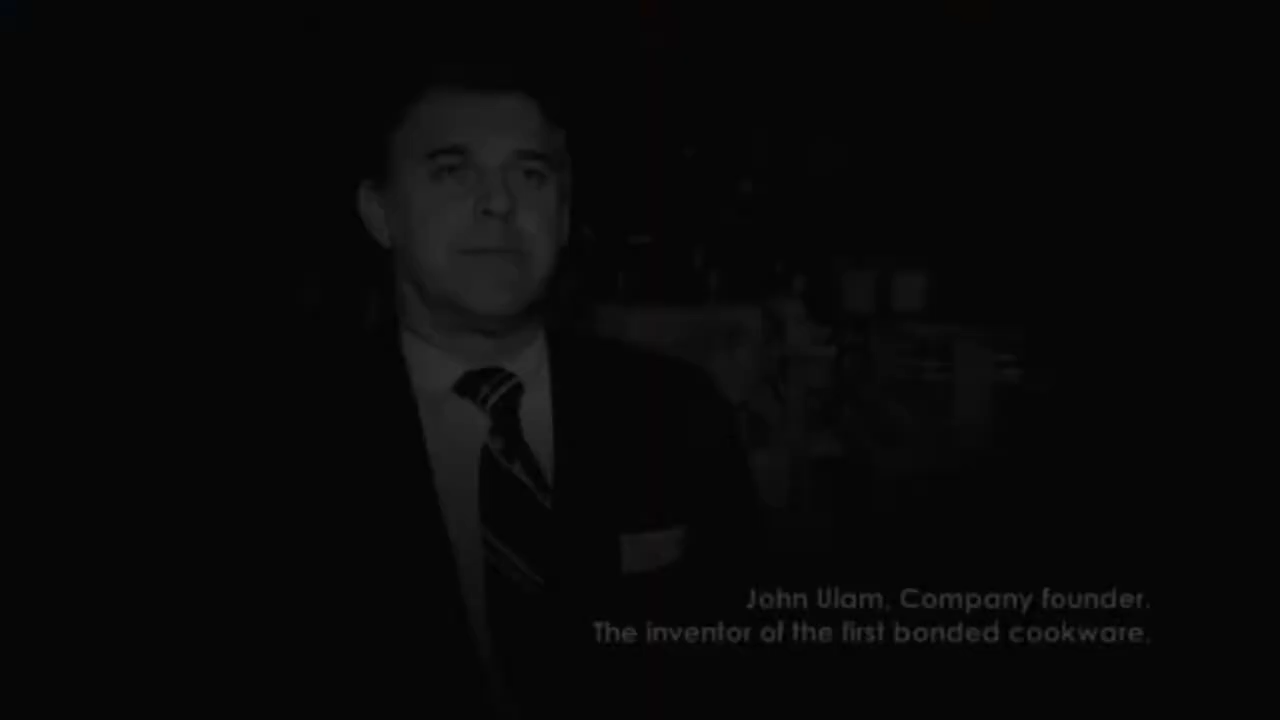 John Ulam, Company founder.
The inventor of the first bonded cookware.